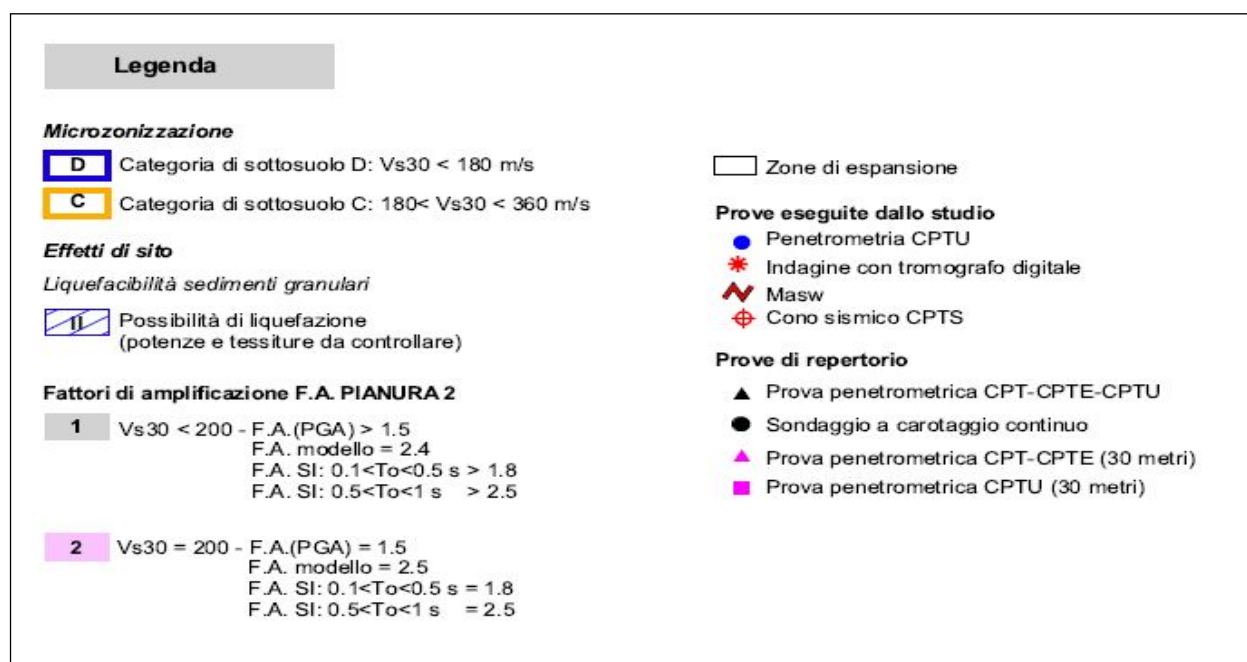 Legenda
Microzonizzazione
D Categoria di sottosuolo D: Vs30 < 180 m/s
C Categoria di sottosuolo C: 180< Vs30 < 360 m/s
Effetti di sito
Liquefacibilità sedimenti granulari
II Possibilità di liquefazione
(potenze e tessiture da controllare)
Fattori di amplificazione F.A. PIANURA 2
1 Vs30 < 200 - F.A.(PGA) > 1.5
F.A. modello = 2.4
F.A. SI: 0.1<To<0.5 s > 1.8
F.A. SI: 0.5<To<1 s > 2.5
2 Vs30 = 200 - F.A.(PGA) = 1.5
F.A. modello = 2.5
F.A. SI: 0.1<To<0.5 s = 1.8
F.A. SI: 0.5<To<1 s = 2.5
Zone di espansione
Prove eseguite dallo studio
Penetrometria CPTU
Indagine con tromografo digitale
Masw
Cono sismico CPTS
Prove di repertorio
Prova penetrometrica CPT-CPTE-CPTU
Sondaggio a carotaggio continuo
Prova penetrometrica CPT-CPTE (30 metri)
Prova penetrometrica CPTU (30 metri)